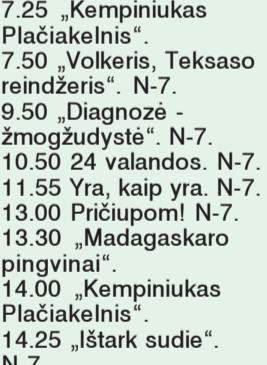 7.25 „Kempiniukas
Plačiakelnis“.
7.50 „Volkeris, Teksaso
reindžeris“. N-7.
9.50 „Diagnozė -
žmogžudystė“. N-7.
10.50 24 valandos. N-7.
11.55 Yra, kaip yra. N-7.
13.00 Pričiupom! N-7.
13.30 „Madagaskaro
pingvinai“.
14.00 „Kempiniukas
Plačiakelnis“.
14.25 „Ištark sudie“.
N-7